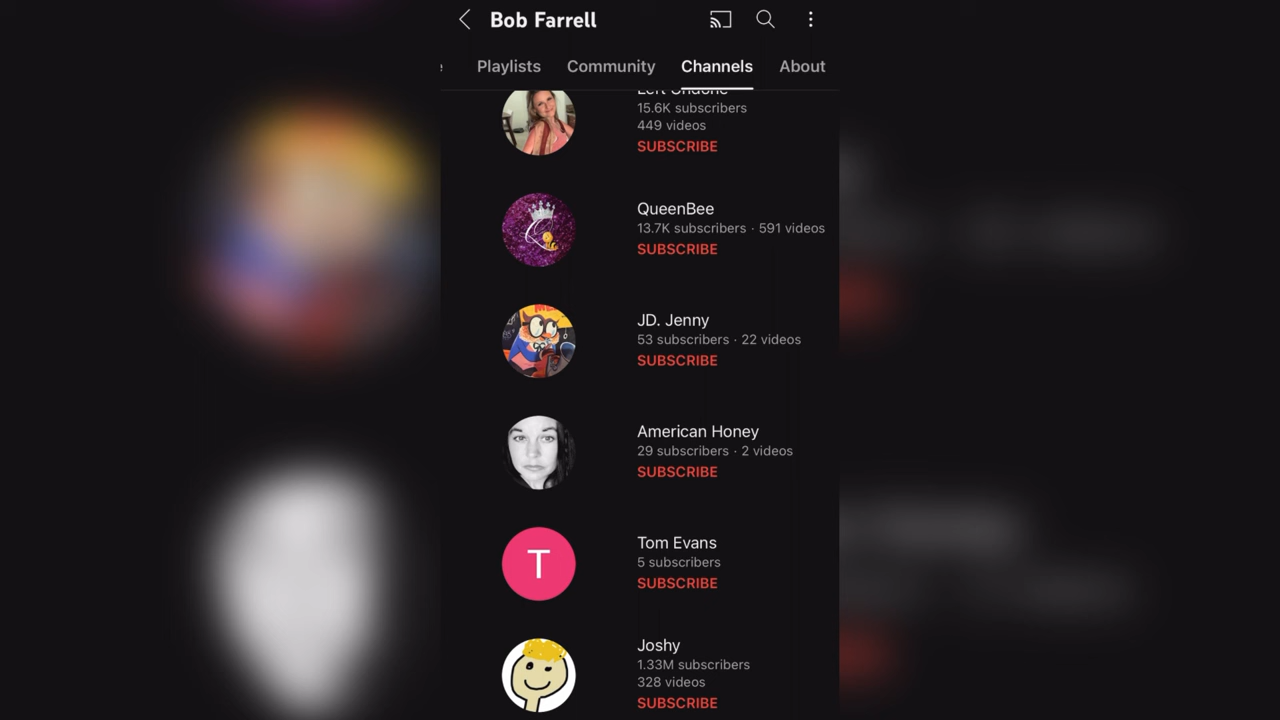 Bob Farrell
Playlists Community Channels About
Left Undone
15.6K subscribers
449 videos
SUBSCRIBE
QueenBee
13.7K subscribers · 591 videos
SUBSCRIBE
JD. Jenny
53 subscribers · 22 videos
SUBSCRIBE
American Honey
29 subscribers · 2 videos
SUBSCRIBE
T
Tom Evans
5 subscribers
SUBSCRIBE
Joshy
1.33M subscribers
328 videos
SUBSCRIBE